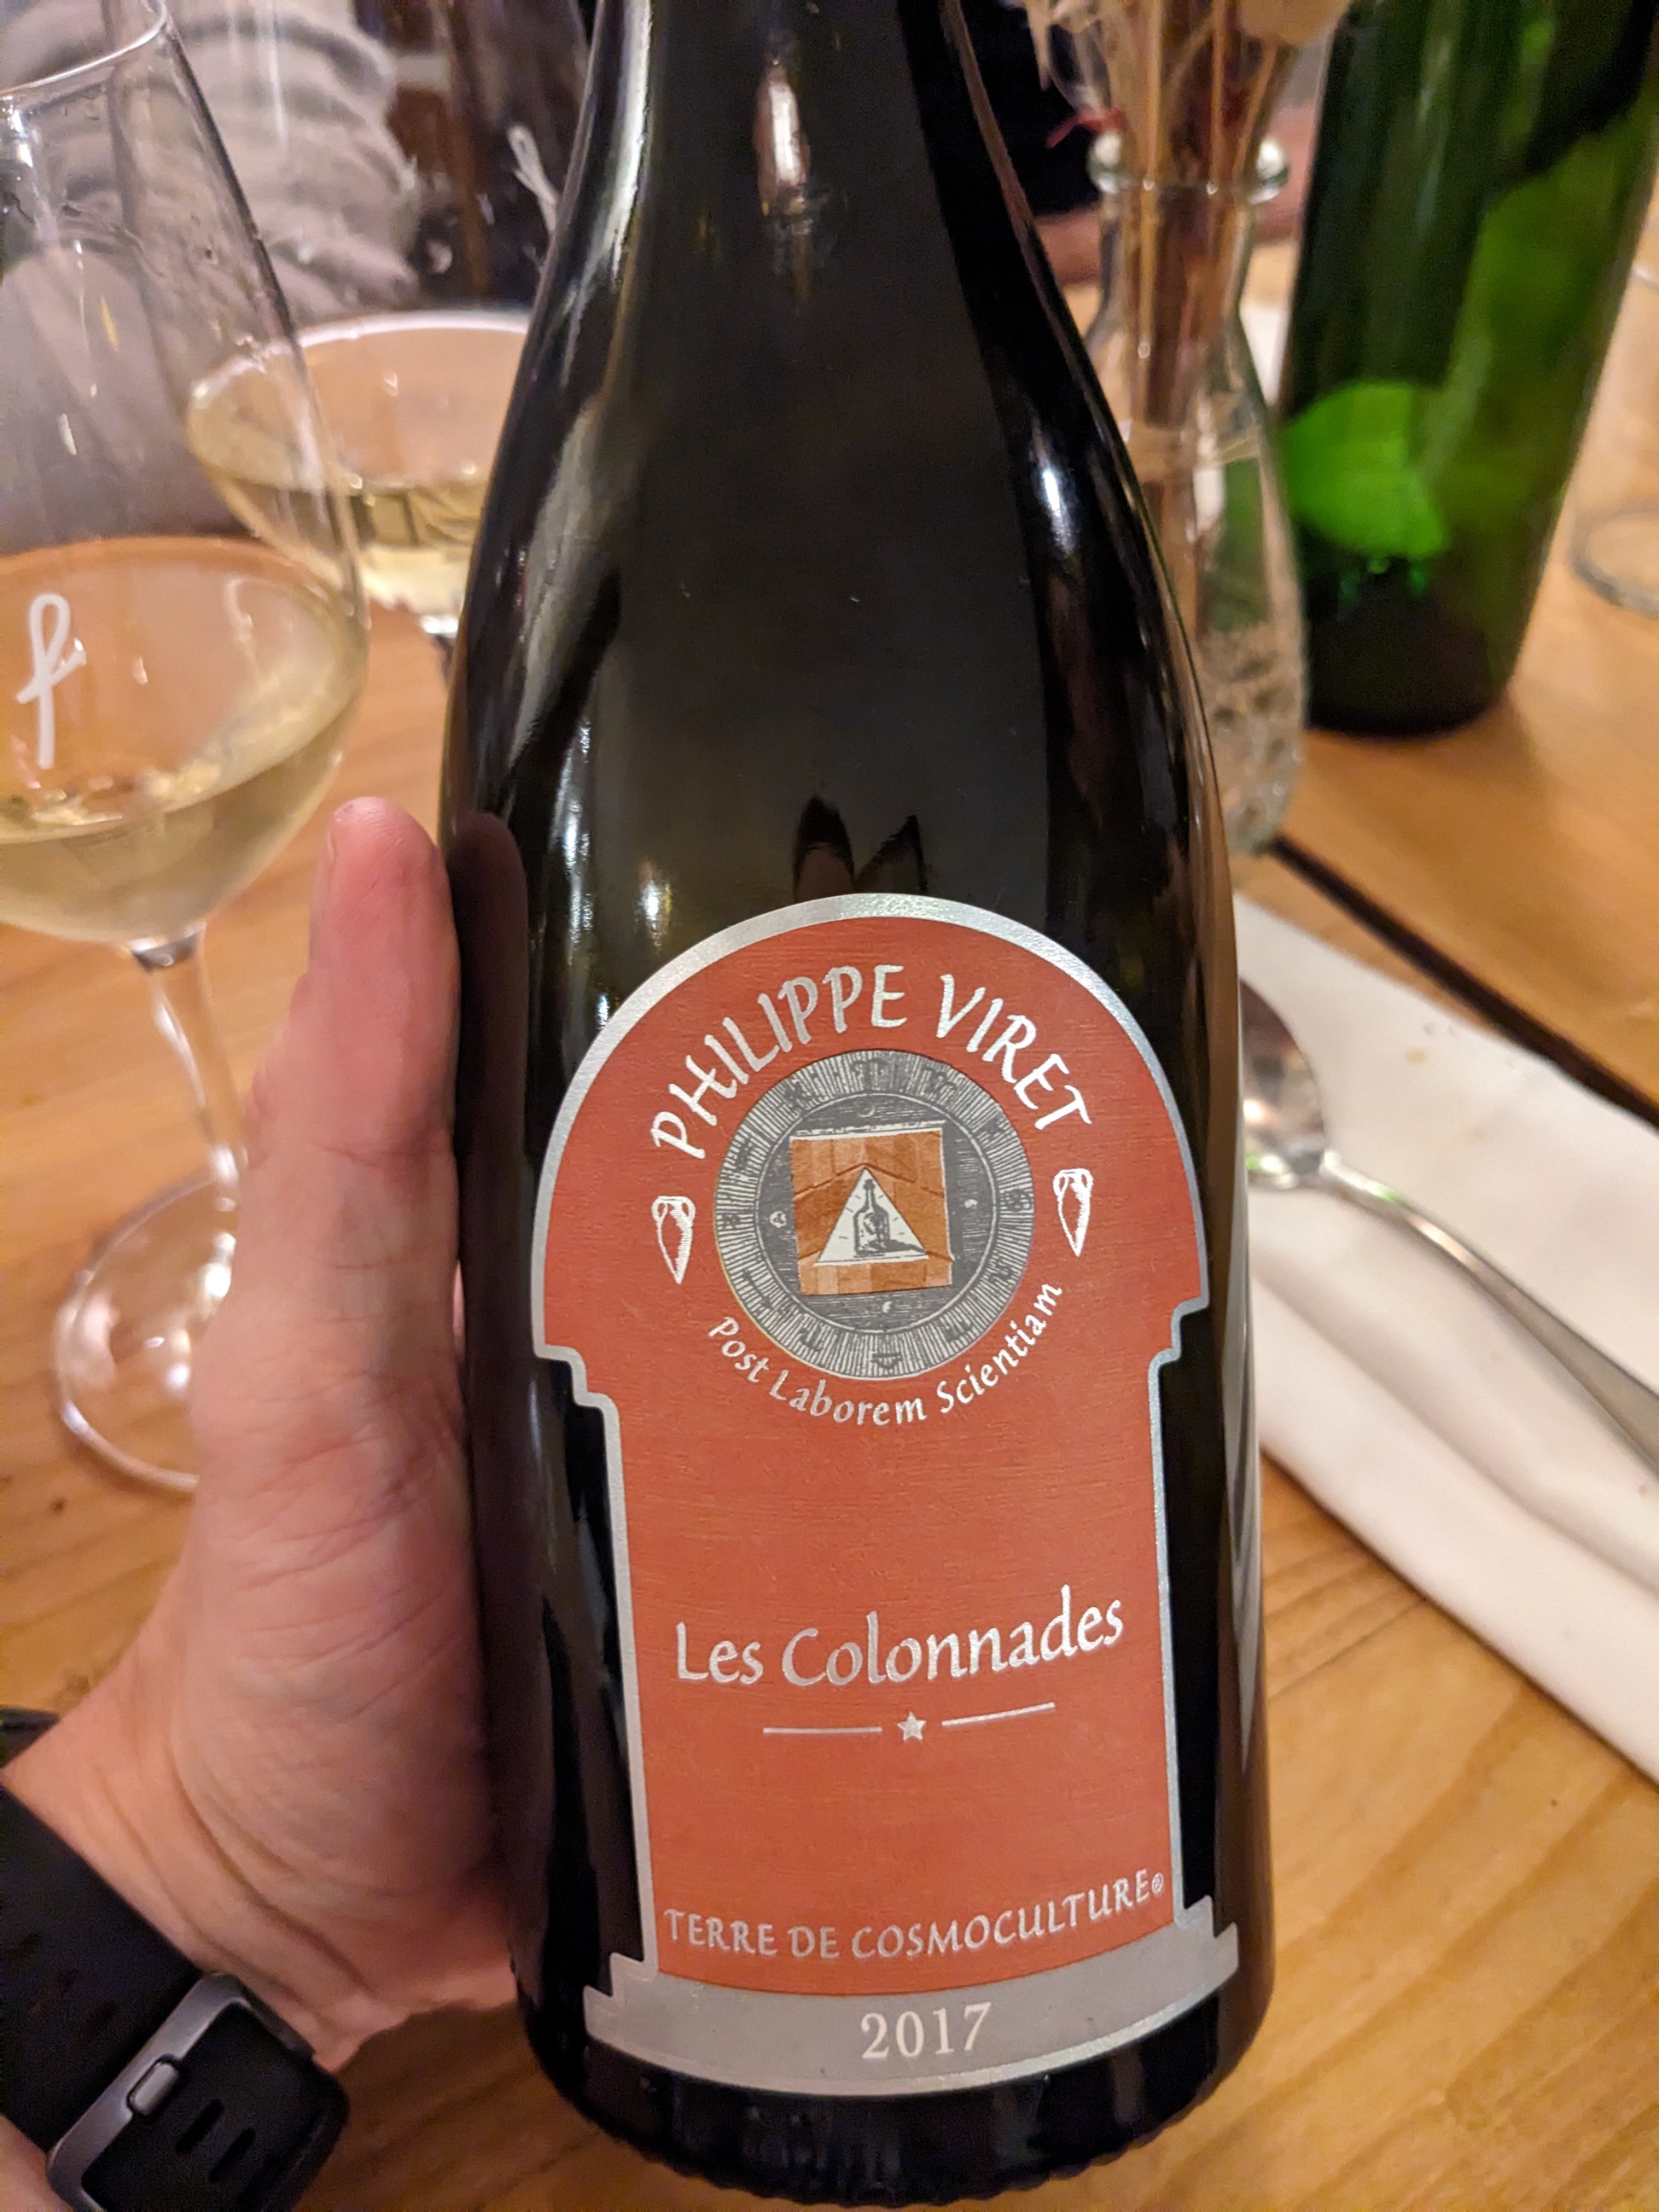 PHILIPPE VIRET
Post Laborem Scientiam
Les Colonnades
TERRE DE COSMOCULTURE®
2017